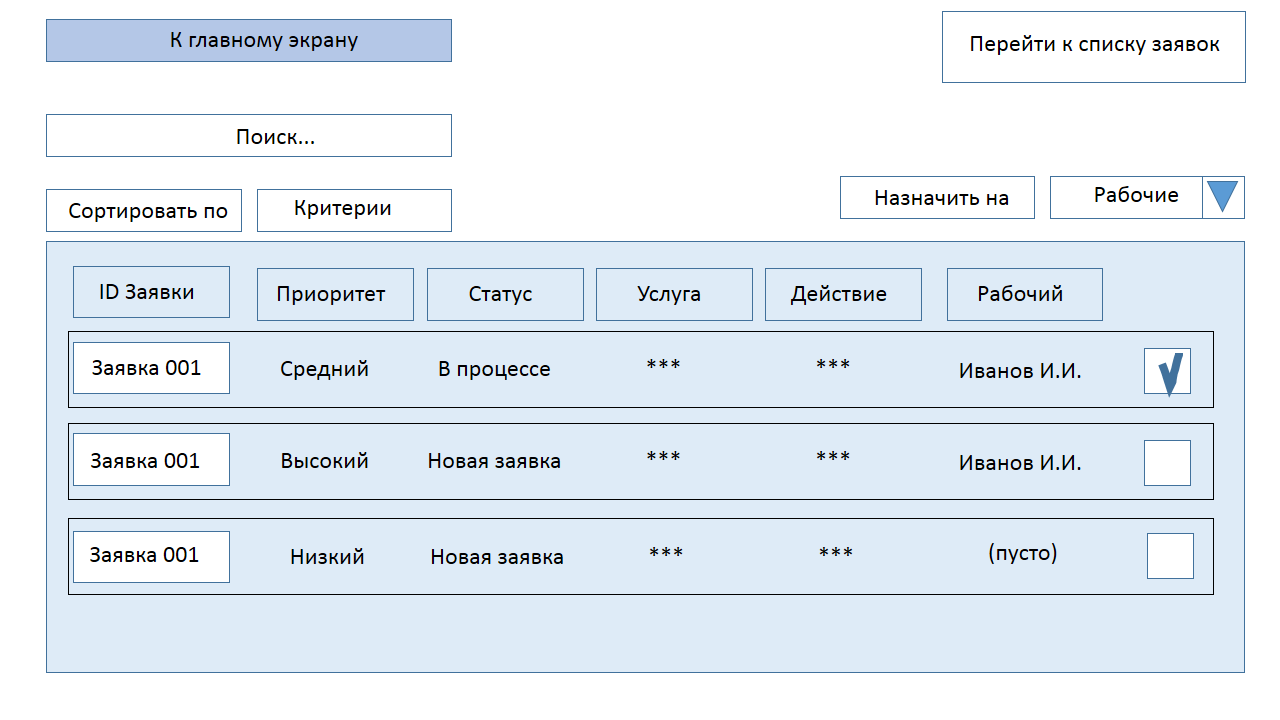 К главному экрану
Перейти к списку заявок
Поиск...
Сортировать по
Критерии
Назначить на
Рабочие
ID Заявки Приоритет Статус Услуга Действие Рабочий
Заявка 001 Средний В процессе *** *** Иванов И.И.
Заявка 001 Высокий Новая заявка *** *** Иванов И.И.
Заявка 001 Низкий Новая заявка *** *** (пусто)